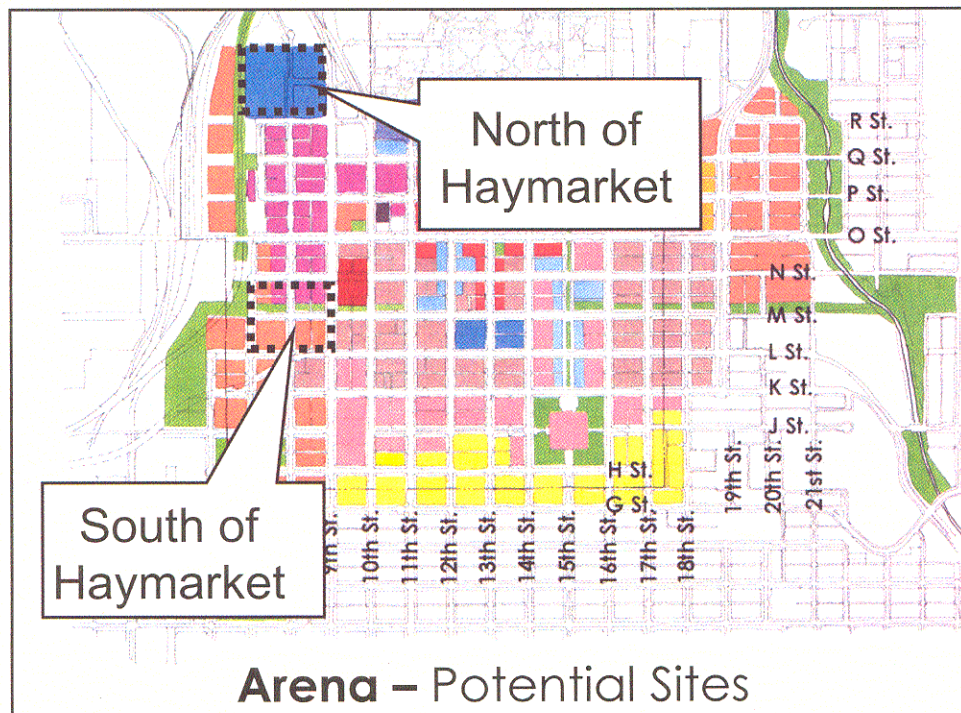 North of
Haymarket
R St.
Q St.
P St.
O St.
N St.
M St.
L St.
K St.
J St.
H St.
G St.
South of
Haymarket
9th St.
10th St.
11th St.
12th St.
13th St.
14th St.
15th St.
16th St.
17th St.
18th St.
19th St.
20th St.
21st St.
Arena – Potential Sites